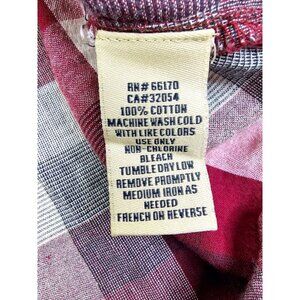 RN# 66170
CA#32054
100% COTTON
MACHINE WASH COLD
WITH LIKE COLORS
USE ONLY
NON-CHLORINE
BLEACH
TUMBLE DRY LOW
REMOVE PROMPTLY
MEDIUM IRON AS
NEEDED
FRENCH ON REVERSE